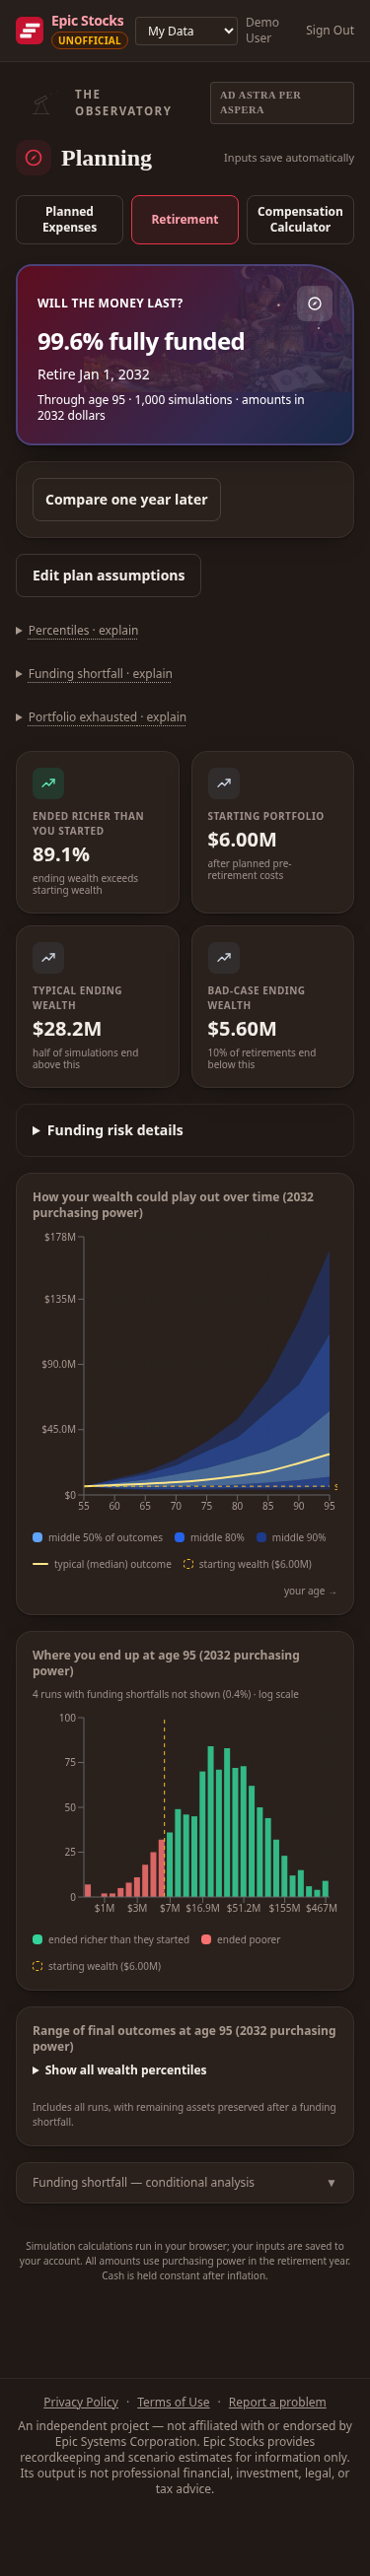 Epic Stocks
UNOFFICIAL
My Data
Demo User
Sign Out
THE OBSERVATORY
AD ASTRA PER ASPERA
Planning
Inputs save automatically
Planned Expenses
Retirement
Compensation Calculator
WILL THE MONEY LAST?
99.6% fully funded
Retire Jan 1, 2032
Through age 95 · 1,000 simulations · amounts in
2032 dollars
Compare one year later
Edit plan assumptions
▶ Percentiles · explain
▶ Funding shortfall · explain
▶ Portfolio exhausted · explain
ENDED RICHER THAN
YOU STARTED
89.1%
ending wealth exceeds
starting wealth
STARTING PORTFOLIO
$6.00M
after planned pre-
retirement costs
TYPICAL ENDING
WEALTH
$28.2M
half of simulations end
above this
BAD-CASE ENDING
WEALTH
$5.60M
10% of retirements end
below this
▶ Funding risk details
How your wealth could play out over time (2032
purchasing power)
$178M
$135M
$90.0M
$45.0M
$0
55 60 65 70 75 80 85 90 95
middle 50% of outcomes middle 80% middle 90%
typical (median) outcome starting wealth ($6.00M)
your age →
Where you end up at age 95 (2032 purchasing
power)
4 runs with funding shortfalls not shown (0.4%) · log scale
100
75
50
25
0
$1M $3M $7M $16.9M $51.2M $155M $467M
ended richer than they started ended poorer
starting wealth ($6.00M)
Range of final outcomes at age 95 (2032 purchasing
power)
▶ Show all wealth percentiles
Includes all runs, with remaining assets preserved after a funding
shortfall.
Funding shortfall — conditional analysis ▼
Simulation calculations run in your browser; your inputs are saved to
your account. All amounts use purchasing power in the retirement year.
Cash is held constant after inflation.
Privacy Policy · Terms of Use · Report a problem
An independent project — not affiliated with or endorsed by
Epic Systems Corporation. Epic Stocks provides
recordkeeping and scenario estimates for information only.
Its output is not professional financial, investment, legal, or
tax advice.